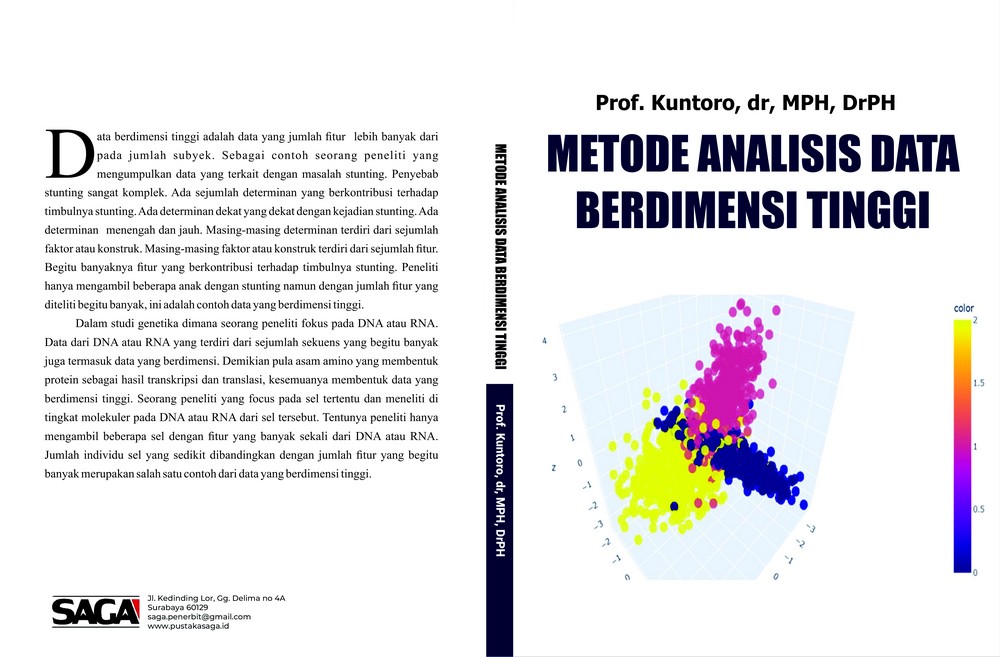 Data berdimensi tinggi adalah data yang jumlah fitur lebih banyak dari
pada jumlah subyek. Sebagai contoh seorang peneliti yang
mengumpulkan data yang terkait dengan masalah stunting. Penyebab
stunting sangat komplek. Ada sejumlah determinan yang berkontribusi terhadap
timbulnya stunting. Ada determinan dekat yang dekat dengan kejadian stunting. Ada
determinan menengah dan jauh. Masing-masing determinan terdiri dari sejumlah
faktor atau konstruk. Masing-masing faktor atau konstruk terdiri dari sejumlah fitur.
Begitu banyaknya fitur yang berkontribusi terhadap timbulnya stunting. Peneliti
hanya mengambil beberapa anak dengan stunting namun dengan jumlah fitur yang
diteliti begitu banyak, ini adalah contoh data yang berdimensi tinggi.
Dalam studi genetika dimana seorang peneliti fokus pada DNA atau RNA.
Data dari DNA atau RNA yang terdiri dari sejumlah sekuens yang begitu banyak
juga termasuk data yang berdimensi. Demikian pula asam amino yang membentuk
protein sebagai hasil transkripsi dan translasi, kesemuanya membentuk data yang
berdimensi tinggi. Seorang peneliti yang focus pada sel tertentu dan meneliti di
tingkat molekuler pada DNA atau RNA dari sel tersebut. Tentunya peneliti hanya
mengambil beberapa sel dengan fitur yang banyak sekali dari DNA atau RNA.
Jumlah individu sel yang sedikit dibandingkan dengan jumlah fitur yang begitu
banyak merupakan salah satu contoh dari data yang berdimensi tinggi.
SAGA
Jl. Kedinding Lor, Gg. Delima no 4A
Surabaya 60129
saga.penerbit@gmail.com
www.pustakasaga.id
METODE ANALISIS DATA BERDIMENSI TINGGI
Prof. Kuntoro, dr, MPH, DrPH
Prof. Kuntoro, dr, MPH, DrPH
METODE ANALISIS DATA
BERDIMENSI TINGGI
4
3
2
1
0
−1
−2
−3
z
−2
−1
0
−3
−2
−1
0
color
2
1.5
1
0.5
0